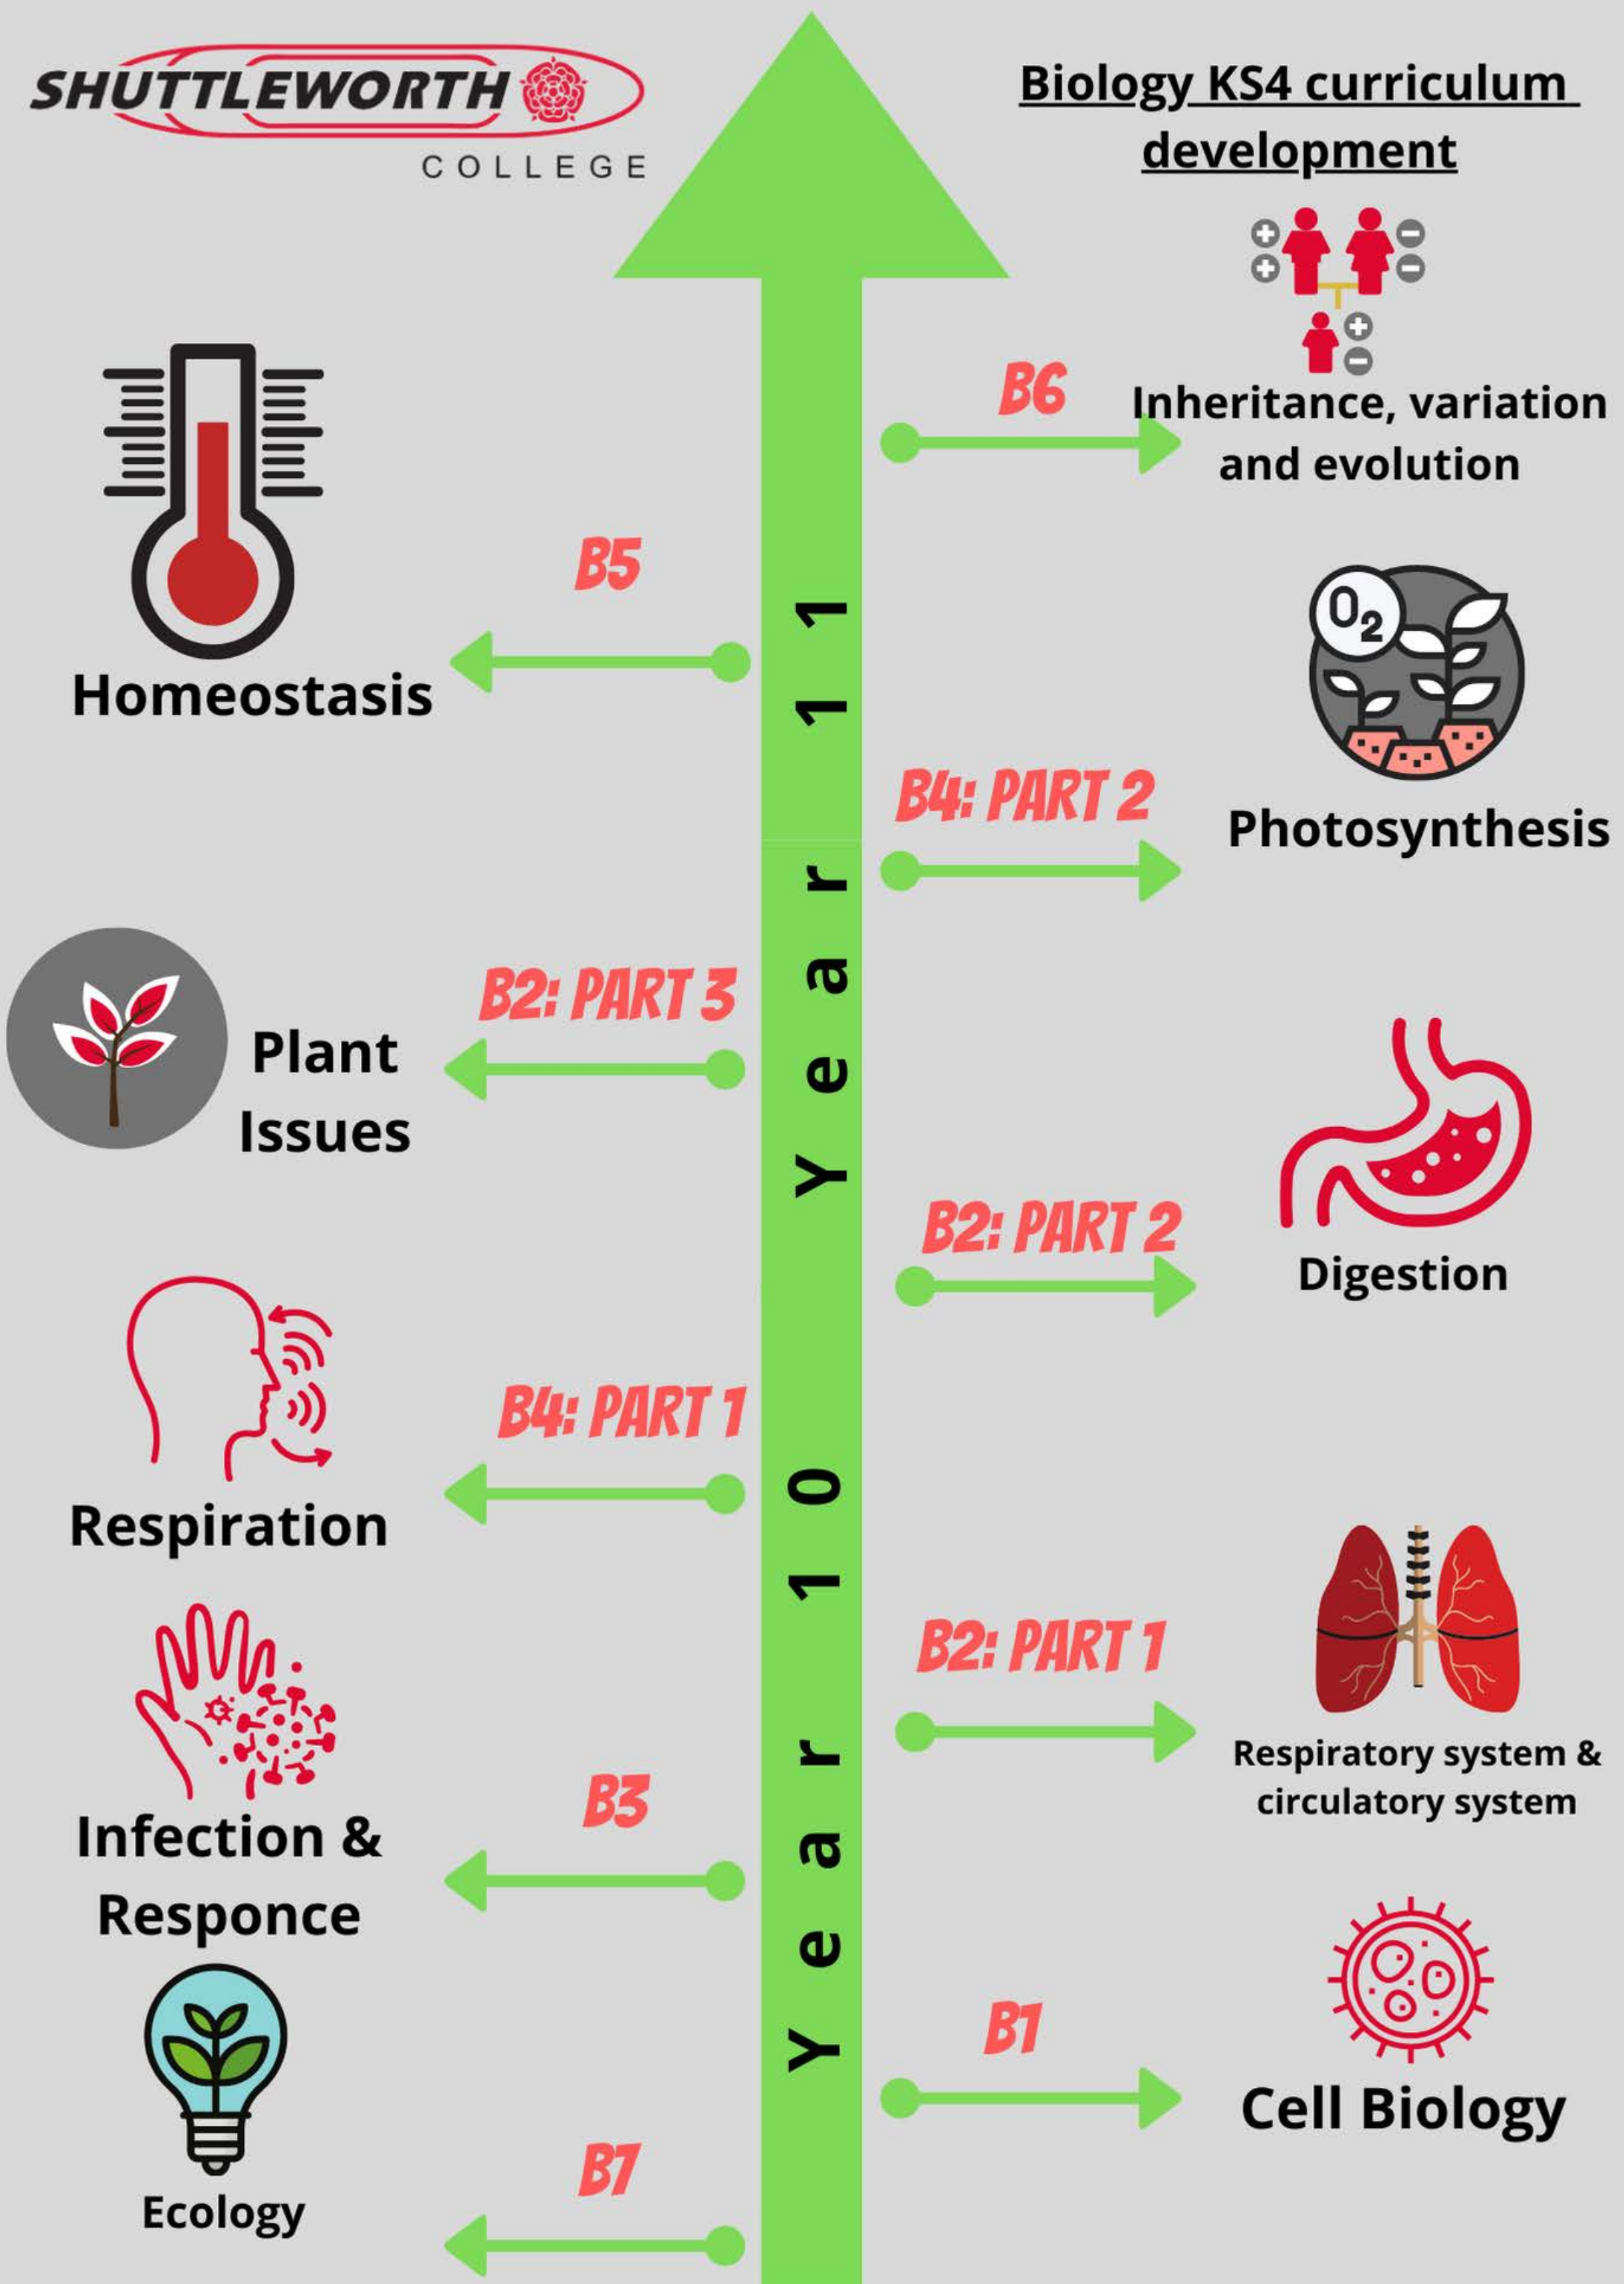 SHUTTLEWORTH
COLLEGE
Biology KS4 curriculum
development
B6
Inheritance, variation
and evolution
B5
Homeostasis
O2
B4: PART 2
Photosynthesis
Year 11
B2: PART 3
Plant
Issues
B2: PART 2
Digestion
B4: PART 1
Respiration
Year 10
B2: PART 1
Respiratory system &
circulatory system
B3
Infection &
Responce
B1
Cell Biology
B7
Ecology